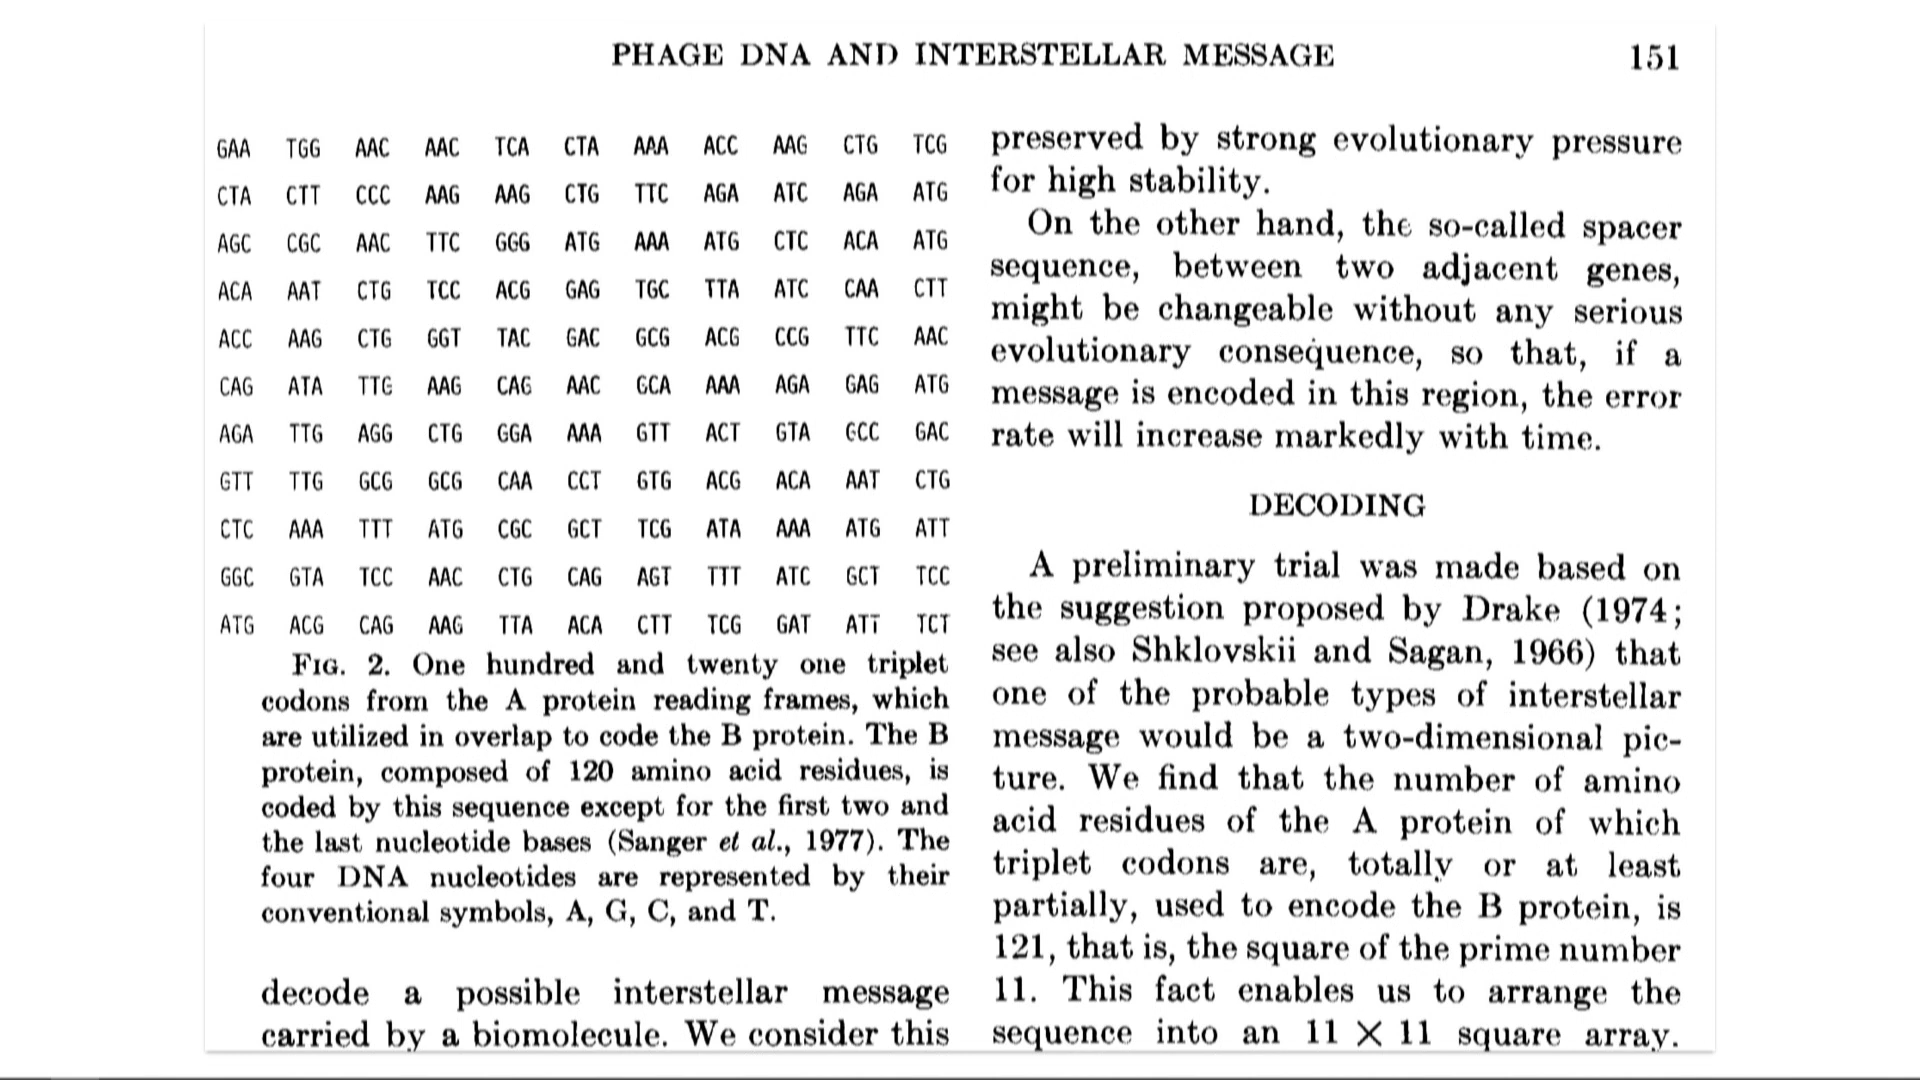 PHAGE DNA AND INTERSTELLAR MESSAGE 151
GAA TGG AAC AAC TCA CTA AAA ACC AAG CTG TCG
CTA CTT CCC AAG AAG CTG TTC AGA ATC AGA ATG
AGC CGC AAC TTC GGG ATG AAA ATG CTC ACA ATG
ACA AAT CTG TCC ACG GAG TGC TTA ATC CAA CTT
ACC AAG CTG GGT TAC GAC GCG ACG CCG TTC AAC
CAG ATA TTG AAG CAG AAC GCA AAA AGA GAG ATG
AGA TTG AGG CTG GGA AAA GTT ACT GTA GCC GAC
GTT TTG GCG GCG CAA CCT GTG ACG ACA AAT CTG
CTC AAA TTT ATG CGC GCT TCG ATA AAA ATG ATT
GGC GTA TCC AAC CTG CAG AGT TTT ATC GCT TCC
ATG ACG CAG AAG TTA ACA CTT TCG GAT ATT TCT
FIG. 2. One hundred and twenty one triplet
codons from the A protein reading frames, which
are utilized in overlap to code the B protein. The B
protein, composed of 120 amino acid residues, is
coded by this sequence except for the first two and
the last nucleotide bases (Sanger et al., 1977). The
four DNA nucleotides are represented by their
conventional symbols, A, G, C, and T.
decode a possible interstellar message
carried by a biomolecule. We consider this
preserved by strong evolutionary pressure
for high stability.
On the other hand, the so-called spacer
sequence, between two adjacent genes,
might be changeable without any serious
evolutionary consequence, so that, if a
message is encoded in this region, the error
rate will increase markedly with time.
DECODING
A preliminary trial was made based on
the suggestion proposed by Drake (1974;
see also Shklovskii and Sagan, 1966) that
one of the probable types of interstellar
message would be a two-dimensional pic-
ture. We find that the number of amino
acid residues of the A protein of which
triplet codons are, totally or at least
partially, used to encode the B protein, is
121, that is, the square of the prime number
11. This fact enables us to arrange the
sequence into an 11 × 11 square array.